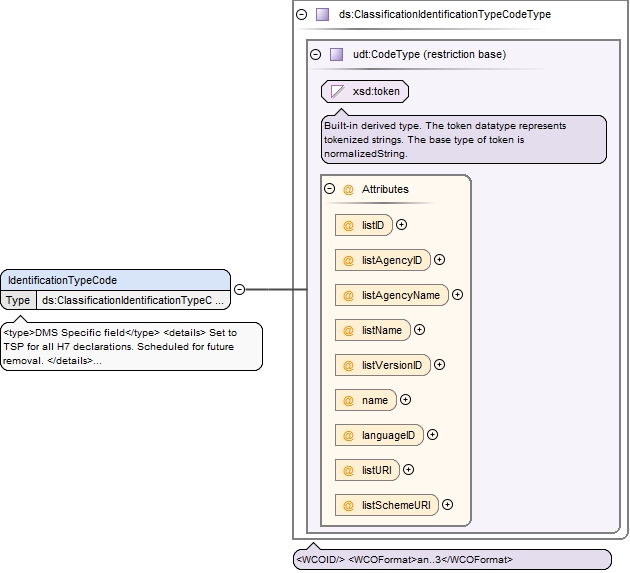 ds:ClassificationIdentificationTypeCodeType
udt:CodeType (restriction base)
xsd:token
Built-in derived type. The token datatype represents
tokenized strings. The base type of token is
normalizedString.
@ Attributes
@ listID
@ listAgencyID
@ listAgencyName
@ listName
@ listVersionID
@ name
@ languageID
@ listURI
@ listSchemeURI
IdentificationTypeCode
Type ds:ClassificationIdentificationTypeC ...
<type>DMS Specific field</type> <details> Set to
TSP for all H7 declarations. Scheduled for future
removal. </details>...
<WCOID/> <WCOFormat>an..3</WCOFormat>